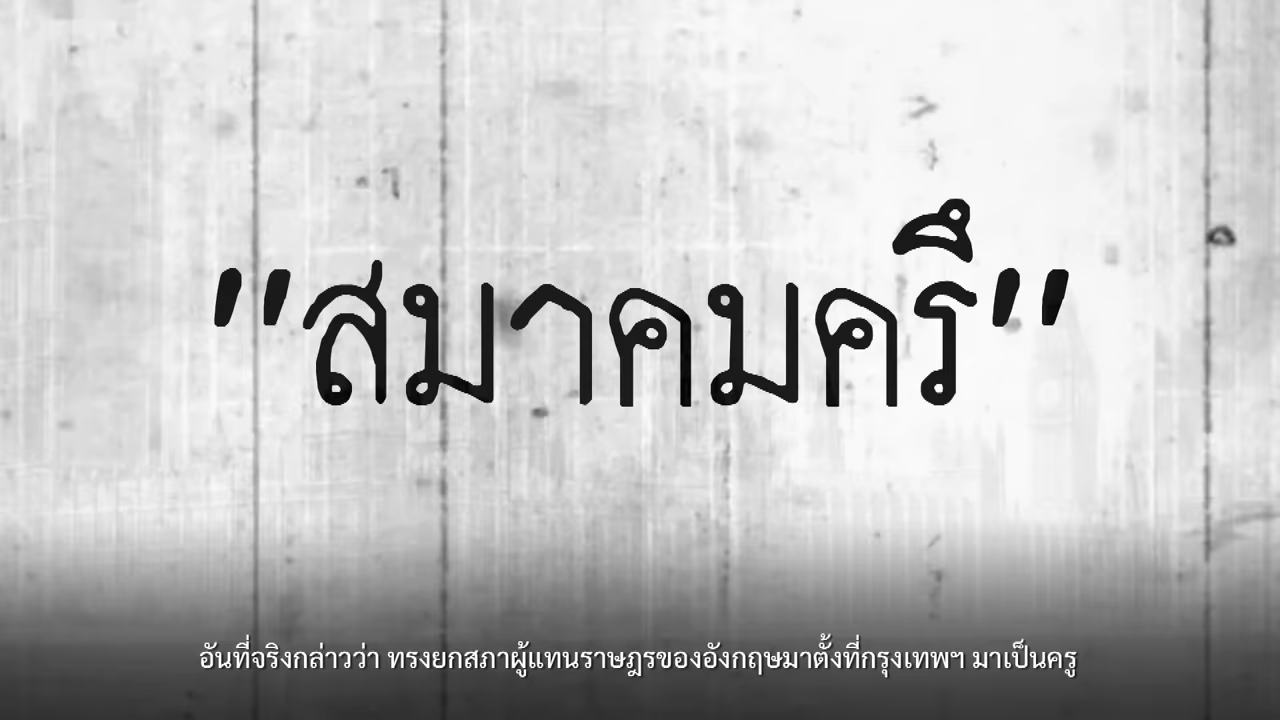 "สมาคมครึ"
อันที่จริงกล่าวว่า ทรงยกสภาผู้แทนราษฎรของอังกฤษมาตั้งที่กรุงเทพฯ มาเป็นครู